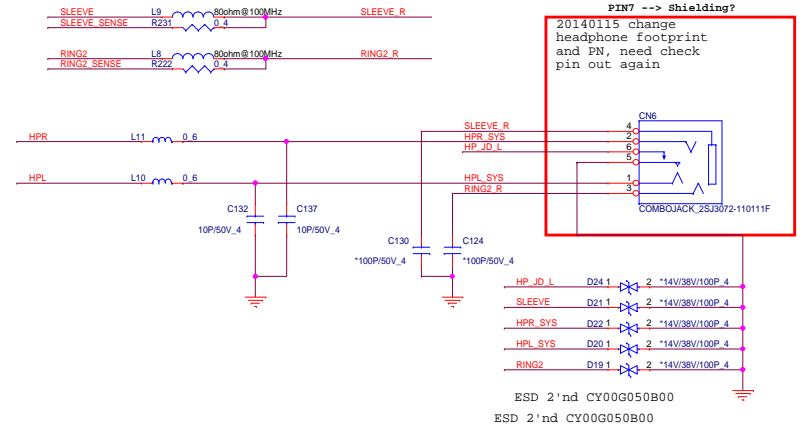 PIN7 --> Shielding?
SLEEVE L9 80ohm@100MHz SLEEVE_R
SLEEVE_SENSE R231 0_4
20140115 change
headphone footprint
and PN, need check
pin out again
RING2 L8 80ohm@100MHz RING2_R
RING2_SENSE R222 0_4
CN6
SLEEVE_R 4
HPR L11 0_6 HPR_SYS 2
HP_JD_L 6
5
HPL L10 0_6 HPL_SYS 1
RING2_R 3
COMBOJACK_2SJ3072-110111F
C132 C137
10P/50V_4 10P/50V_4
C130 C124
*100P/50V_4 *100P/50V_4
HP_JD_L D24 1 2 *14V/38V/100P_4
SLEEVE D21 1 2 *14V/38V/100P_4
HPR_SYS D22 1 2 *14V/38V/100P_4
HPL_SYS D20 1 2 *14V/38V/100P_4
RING2 D19 1 2 *14V/38V/100P_4
ESD 2'nd CY00G050B00
ESD 2'nd CY00G050B00